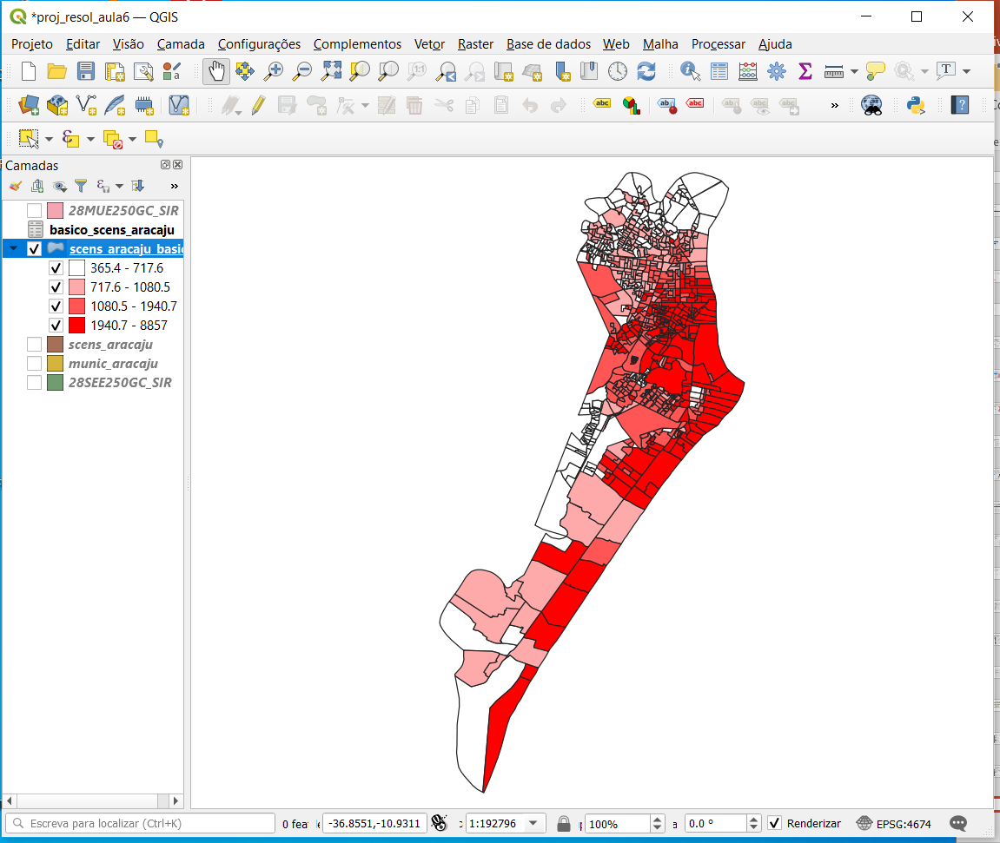 *proj_resol_aula6 — QGIS
Projeto Editar Visão Camada Configurações Complementos Vetor Raster Base de dados Web Malha Processar Ajuda
Camadas
28MUE250GC_SIR
basico_scens_aracaju
scens_aracaju_basic
365.4 - 717.6
717.6 - 1080.5
1080.5 - 1940.7
1940.7 - 8857
scens_aracaju
munic_aracaju
28SEE250GC_SIR
Escreva para localizar (Ctrl+K) 0 fea -36.8551,-10.9311 1:192796 100% a 0.0 ° Renderizar EPSG:4674